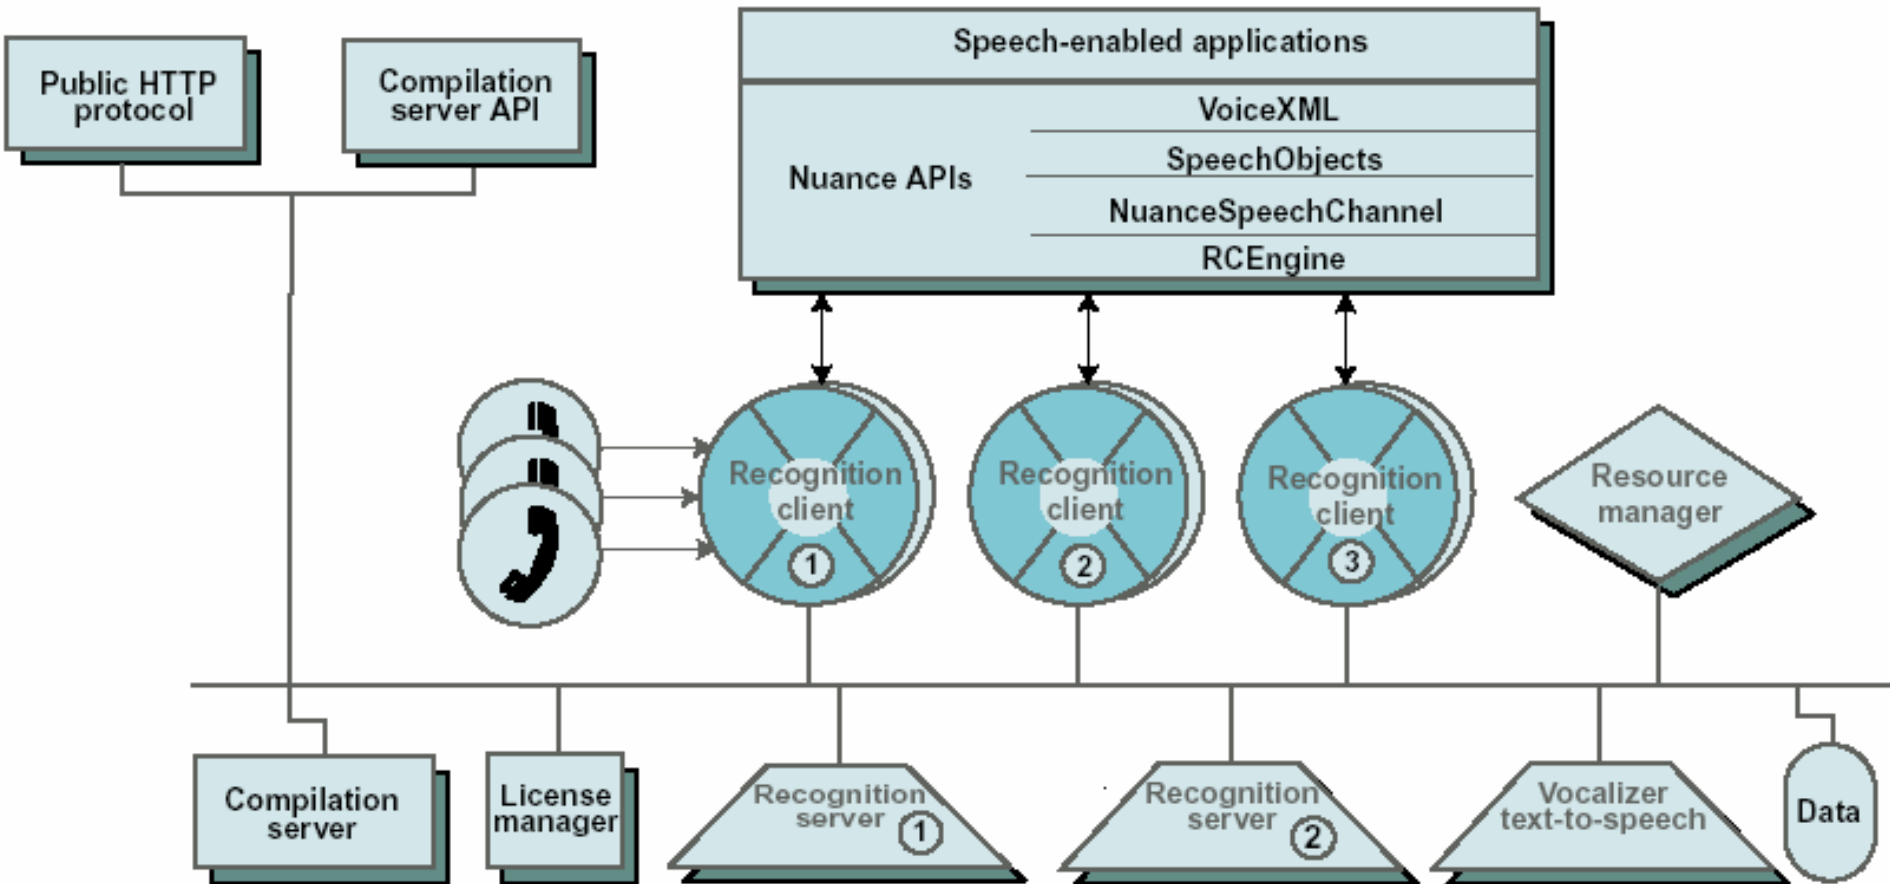 Public HTTP
protocol
Compilation
server API
Speech-enabled applications
Nuance APIs
VoiceXML
SpeechObjects
NuanceSpeechChannel
RCEngine
Recognition
client
1
Recognition
client
2
Recognition
client
3
Resource
manager
Compilation
server
License
manager
Recognition
server
1
Recognition
server
2
Vocalizer
text-to-speech
Data